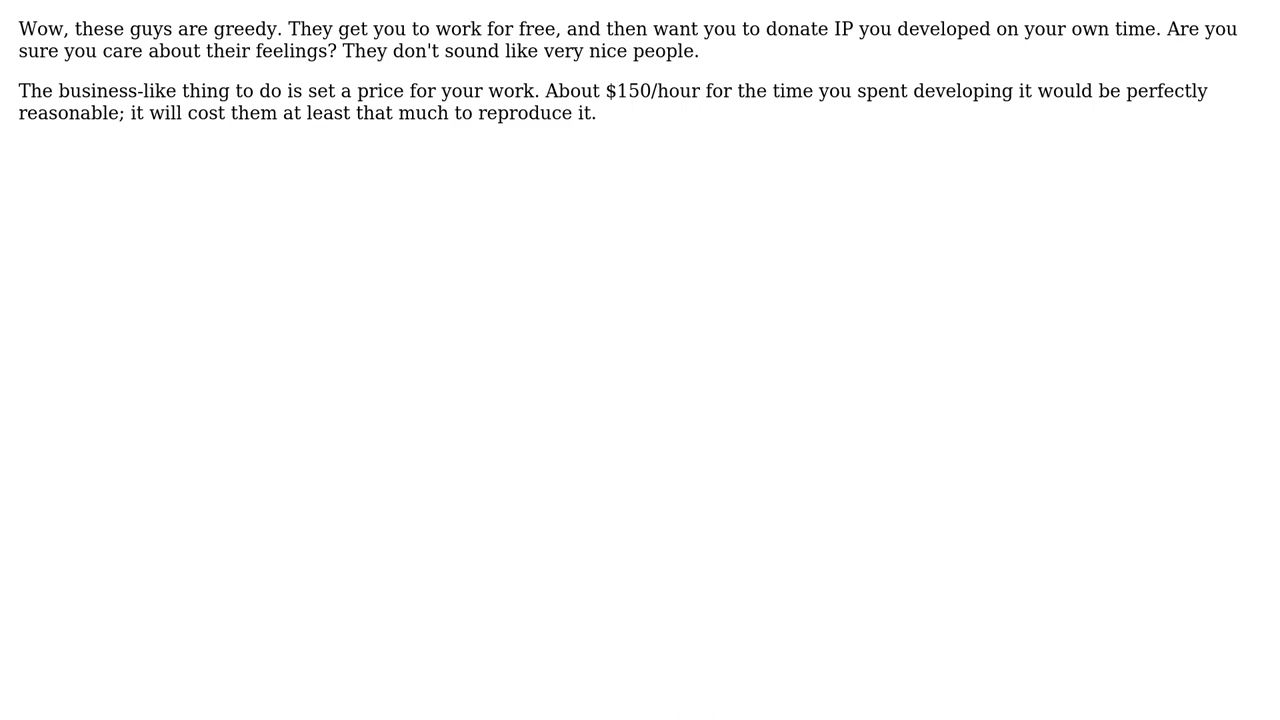 Wow, these guys are greedy. They get you to work for free, and then want you to donate IP you developed on your own time. Are you
sure you care about their feelings? They don't sound like very nice people.
The business-like thing to do is set a price for your work. About $150/hour for the time you spent developing it would be perfectly
reasonable; it will cost them at least that much to reproduce it.